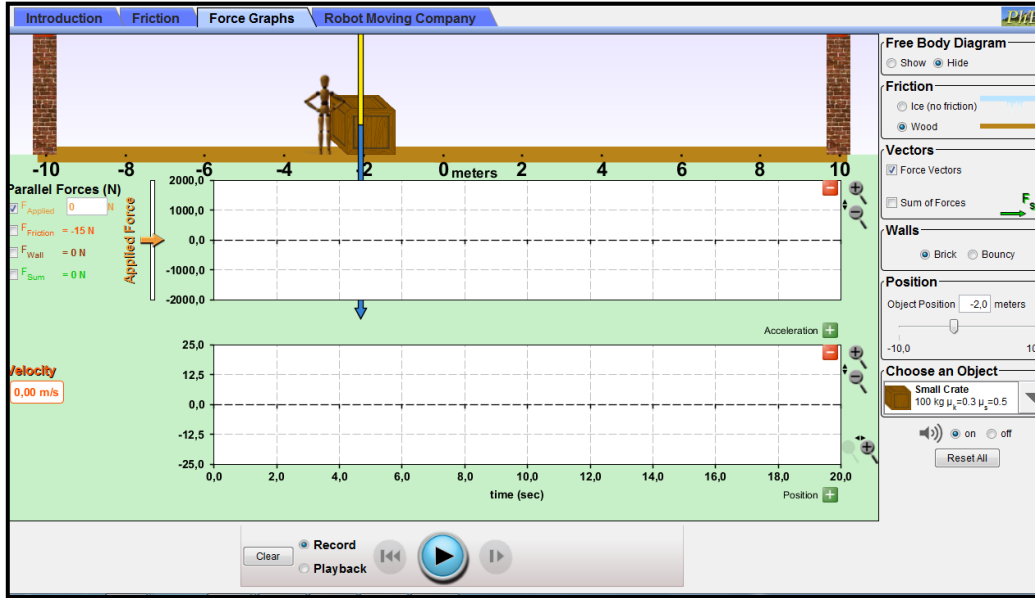 Introduction
Friction
Force Graphs
Robot Moving Company
-10
-8
-6
-4
-2
0 meters
2
4
6
8
10
Parallel Forces (N)
F Applied 0 N
F Friction = -15 N
F Wall = 0 N
F Sum = 0 N
Applied Force
2000,0
1000,0
0,0
-1000,0
-2000,0
Acceleration
Velocity
0,00 m/s
25,0
12,5
0,0
-12,5
-25,0
0,0
2,0
4,0
6,0
8,0
10,0
12,0
14,0
16,0
18,0
20,0
time (sec)
Position
Clear
Record
Playback
Free Body Diagram
Show Hide
Friction
Ice (no friction)
Wood
Vectors
Force Vectors
Sum of Forces
Walls
Brick Bouncy
Position
Object Position -2,0 meters
-10,0
Choose an Object
Small Crate
100 kg μk=0.3 μs=0.5
on off
Reset All